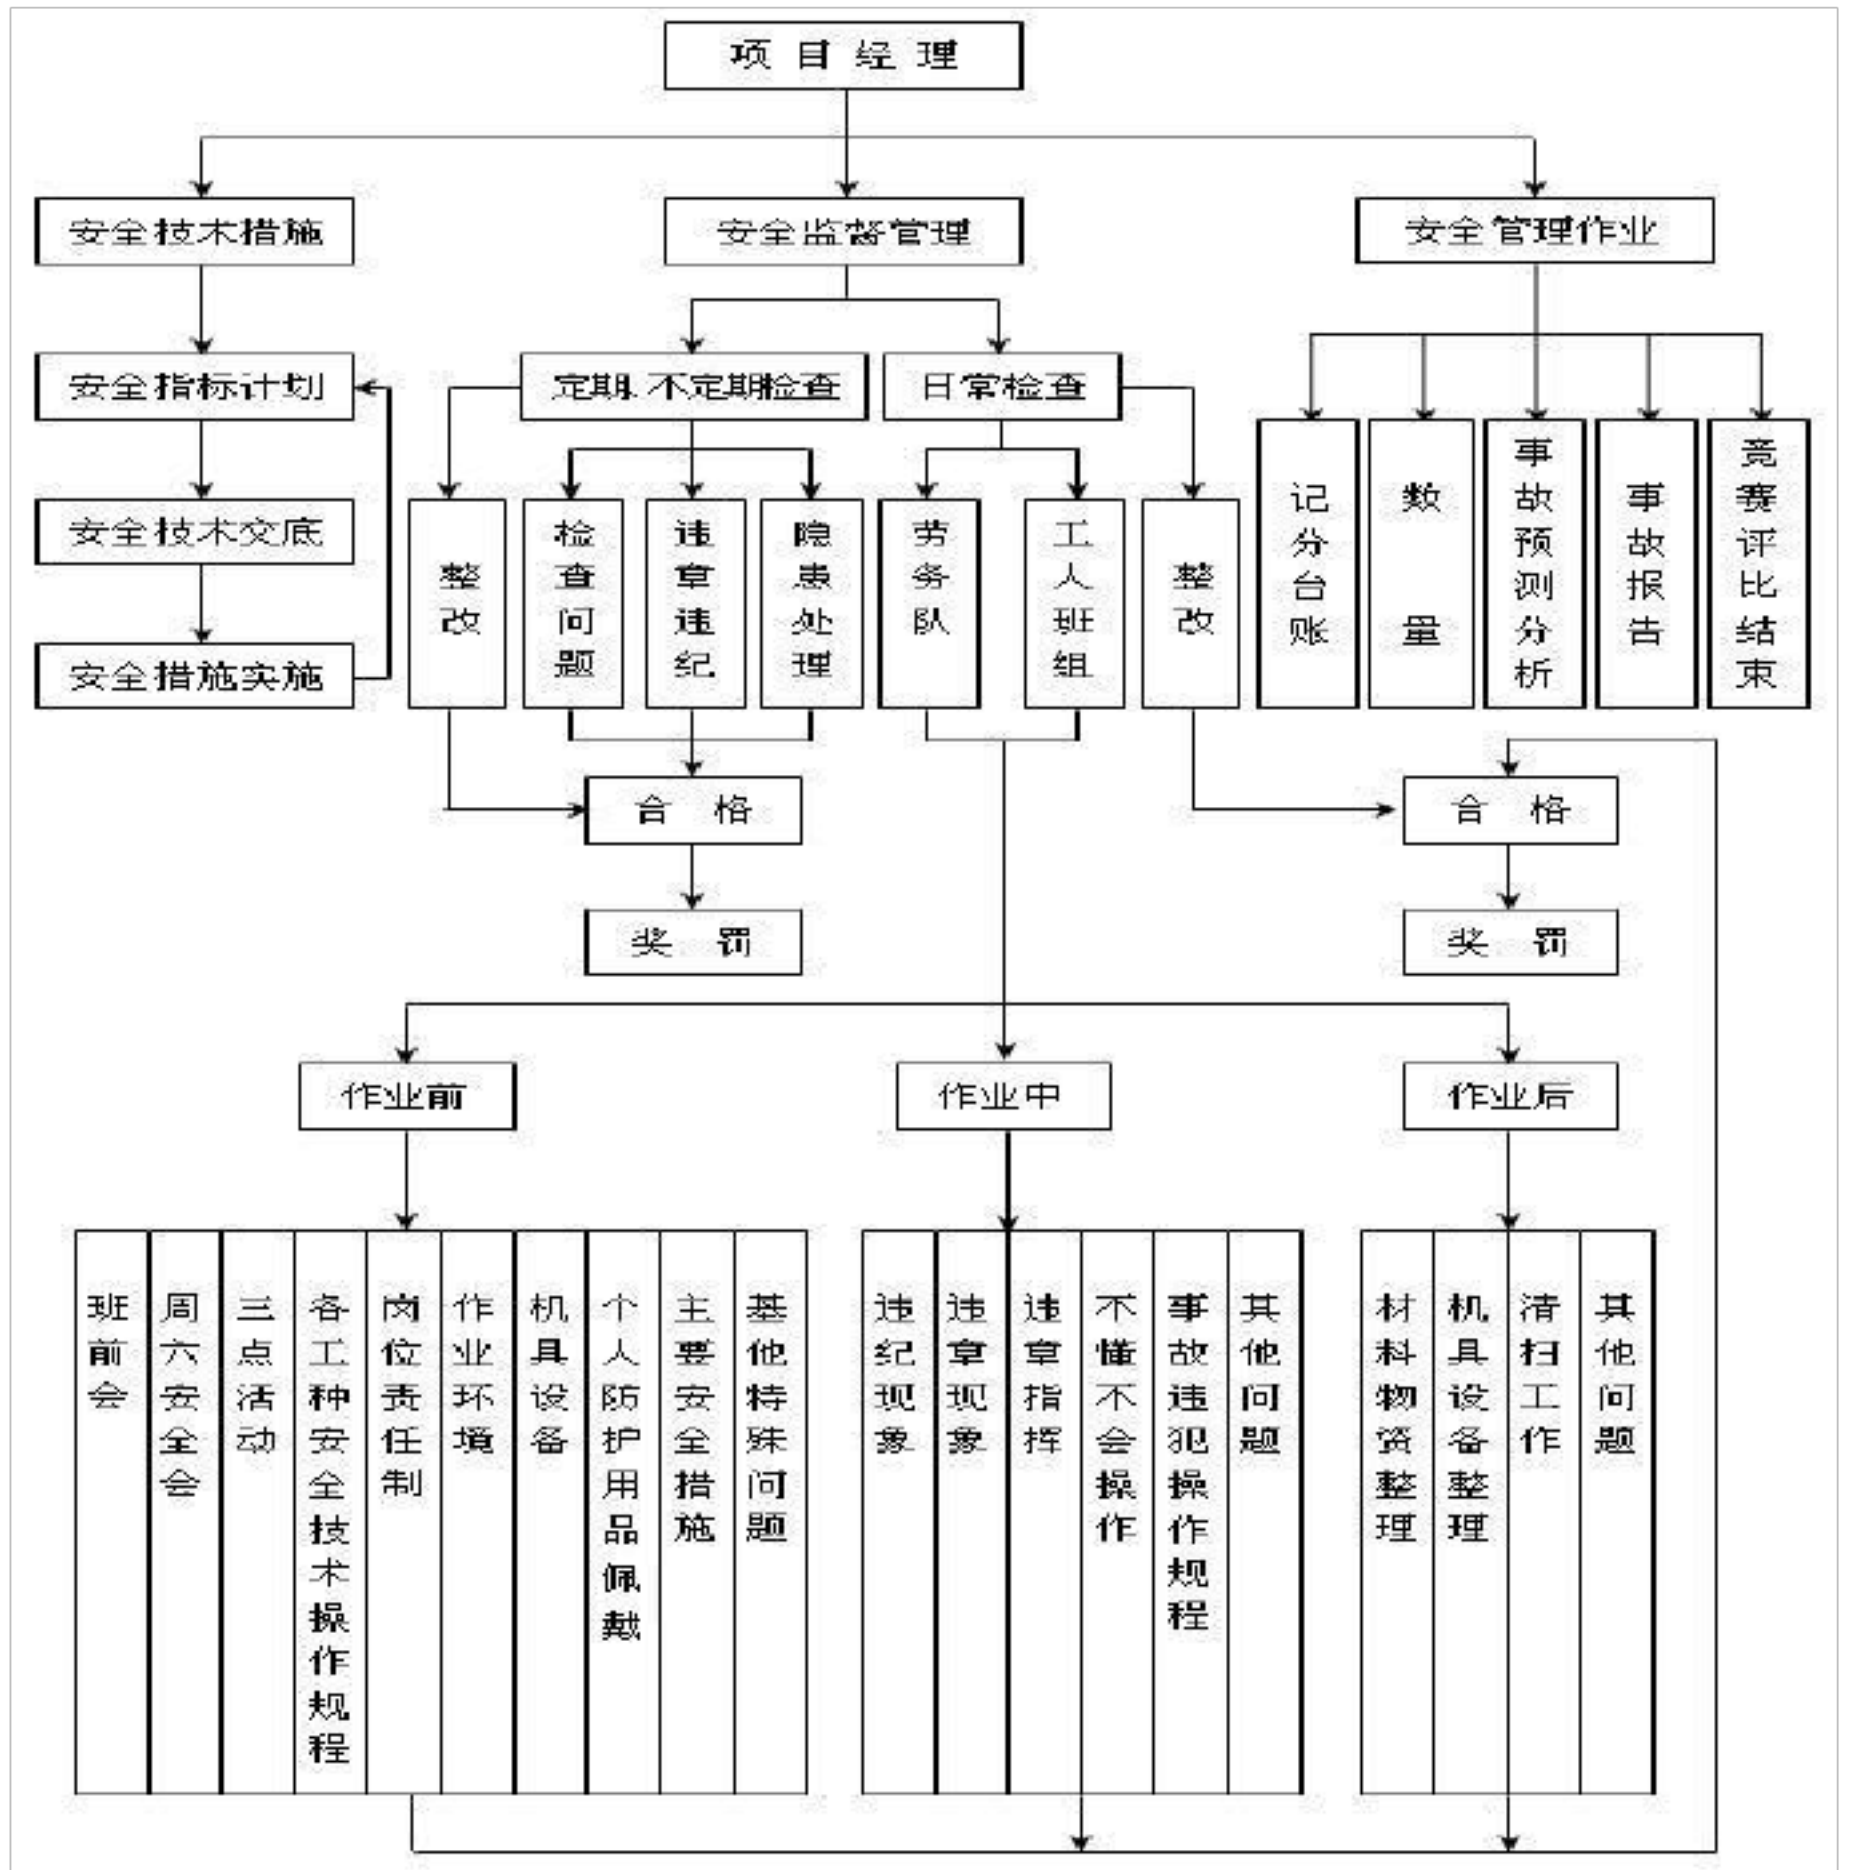 项目经理
安全技术措施
安全监督管理
安全管理作业
安全指标计划
定期.不定期检查
日常检查
安全技术交底
安全措施实施
整改
检查问题
违章违纪
隐患处理
劳务队
工人班组
整改
记分台账
数量
事故预测分析
事故报告
竞赛评比结束
合格
合格
奖罚
奖罚
作业前
作业中
作业后
班前会
周六安全会
三点活动
各工种安全技术操作规程
岗位责任制
作业环境
机具设备
个人防护用品佩戴
主要安全措施
基他特殊问题
违纪现象
违章现象
违章指挥
不懂不会操作
事故违犯操作规程
其他问题
材料物资整理
机具设备整理
清扫工作
其他问题